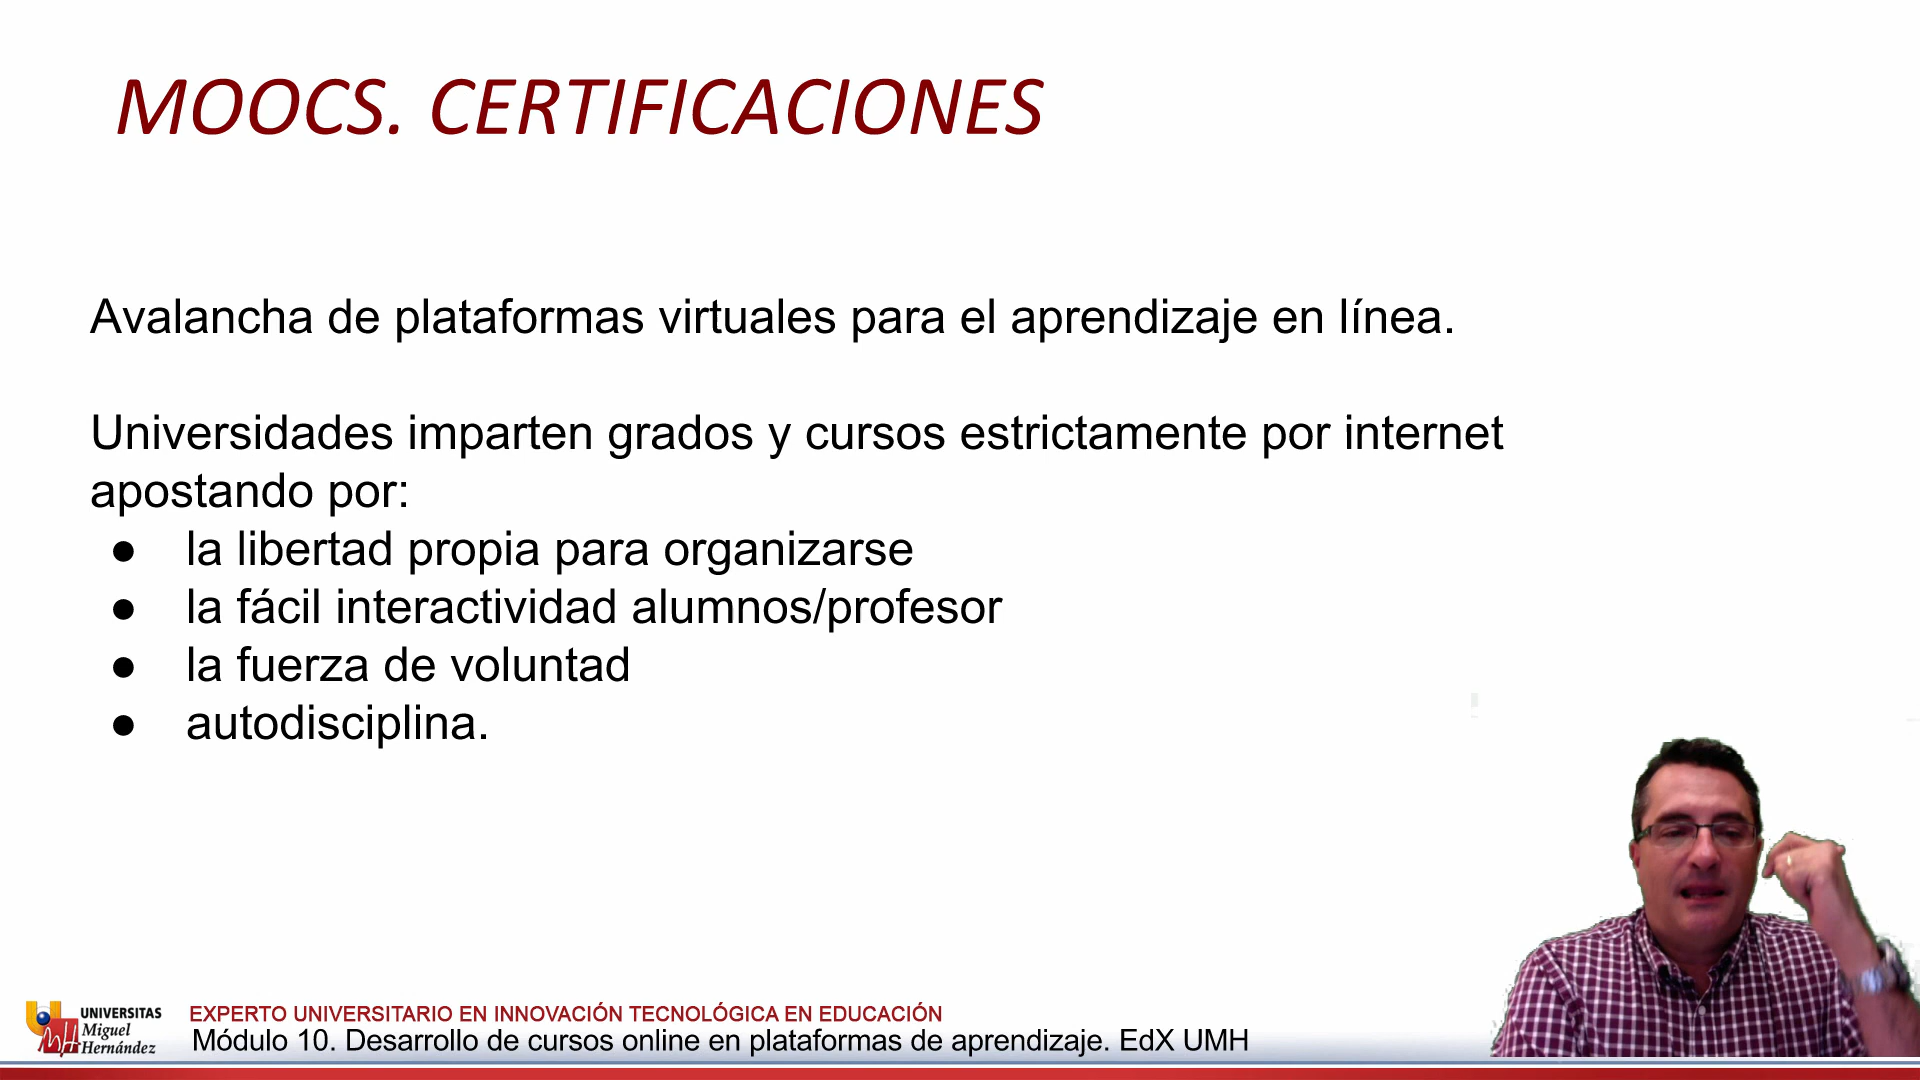 MOOCS. CERTIFICACIONES
Avalancha de plataformas virtuales para el aprendizaje en línea.
Universidades imparten grados y cursos estrictamente por internet
apostando por:
● la libertad propia para organizarse
● la fácil interactividad alumnos/profesor
● la fuerza de voluntad
● autodisciplina.
UNIVERSITAS
Miguel
Hernández
EXPERTO UNIVERSITARIO EN INNOVACIÓN TECNOLÓGICA EN EDUCACIÓN
Módulo 10. Desarrollo de cursos online en plataformas de aprendizaje. EdX UMH